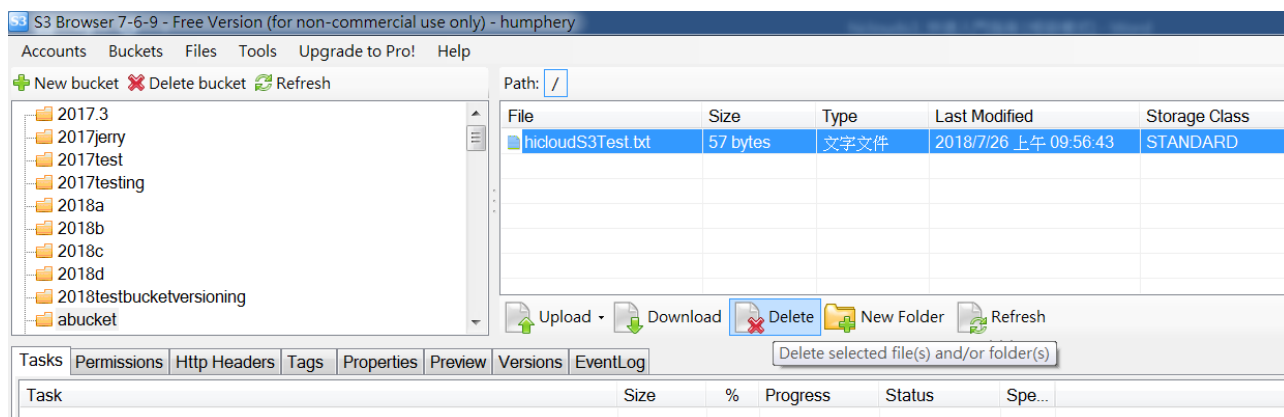 S3 S3 Browser 7-6-9 - Free Version (for non-commercial use only) - humphery
Accounts Buckets Files Tools Upgrade to Pro! Help
New bucket Delete bucket Refresh
Path: /
2017.3
2017jerry
2017test
2017testing
2018a
2018b
2018c
2018d
2018testbucketversioning
abucket
File Size Type Last Modified Storage Class
hicloudS3Test.txt 57 bytes 文字文件 2018/7/26 上午 09:56:43 STANDARD
Upload Download Delete New Folder Refresh
Delete selected file(s) and/or folder(s)
Tasks Permissions Http Headers Tags Properties Preview Versions EventLog
Task Size % Progress Status Spe...